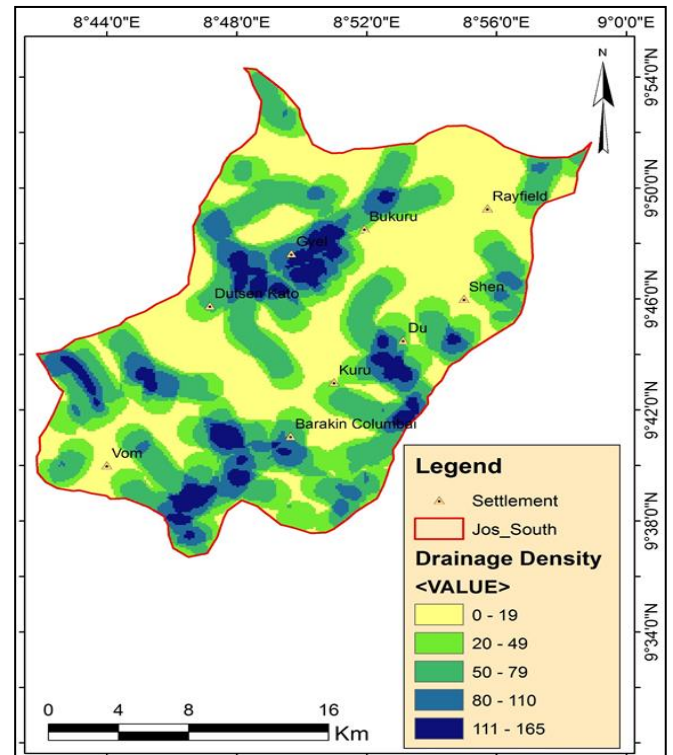 8°44'0"E 8°48'0"E 8°52'0"E 8°56'0"E 9°0'0"E
N
9°54'0"N
9°50'0"N
Rayfield
Bukuru
Gyel
Shen
9°46'0"N
Dutsen Kato
Du
Kuru
9°42'0"N
Barakin Columbai
Vom
9°38'0"N
9°34'0"N
Legend
Settlement
Jos_South
Drainage Density
<VALUE>
0 - 19
20 - 49
50 - 79
80 - 110
111 - 165
0 4 8 16
Km